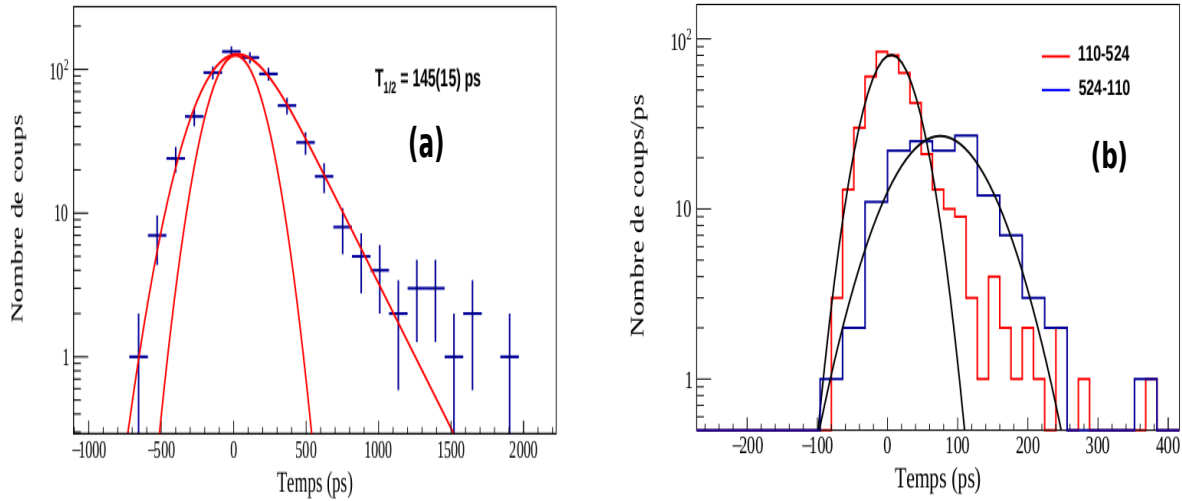 Nombre de coups
10²
10
1
T1/2 = 145(15) ps
(a)
−1000 −500 0 500 1000 1500 2000
Temps (ps)
Nombre de coups/ps
10²
10
1
110-524
524-110
(b)
−200 −100 0 100 200 300 400
Temps (ps)